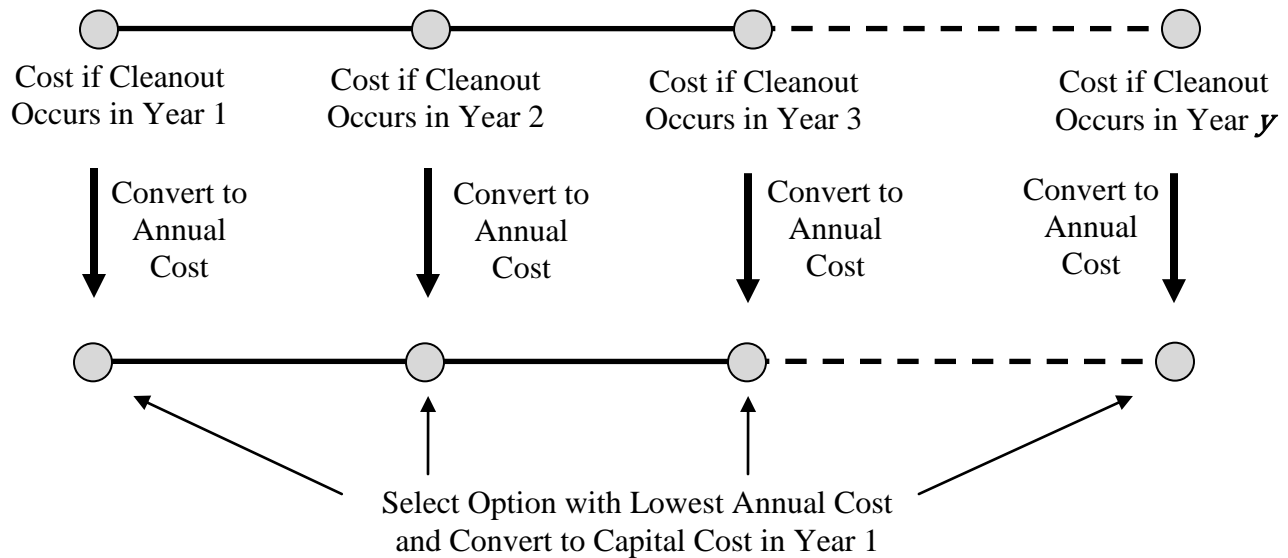 Cost if Cleanout
Occurs in Year 1
Cost if Cleanout
Occurs in Year 2
Cost if Cleanout
Occurs in Year 3
Cost if Cleanout
Occurs in Year y
Convert to
Annual
Cost
Convert to
Annual
Cost
Convert to
Annual
Cost
Convert to
Annual
Cost
Select Option with Lowest Annual Cost
and Convert to Capital Cost in Year 1